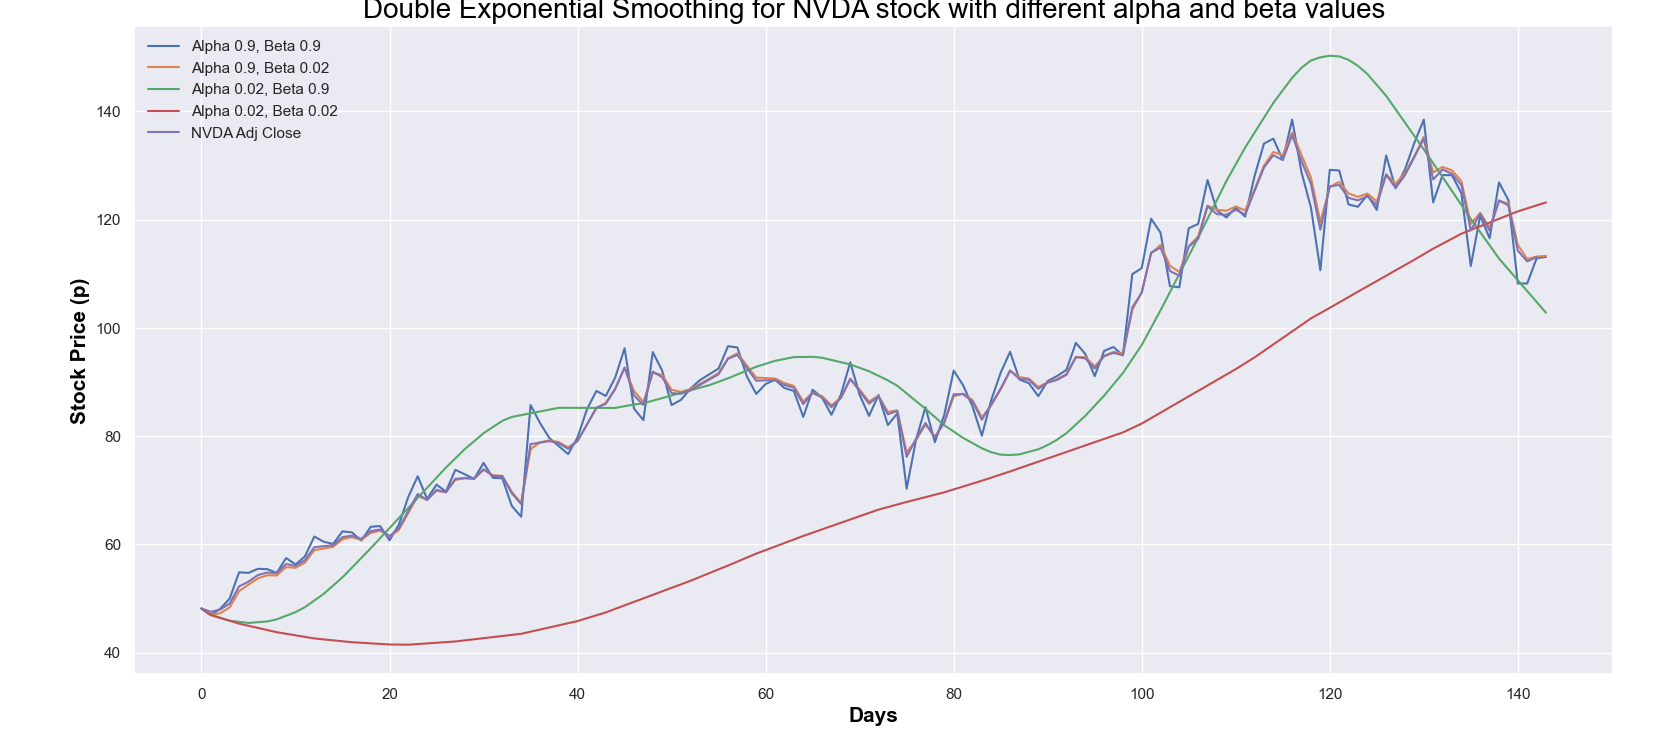 Double Exponential Smoothing for NVDA stock with different alpha and beta values
Alpha 0.9, Beta 0.9
Alpha 0.9, Beta 0.02
Alpha 0.02, Beta 0.9
Alpha 0.02, Beta 0.02
NVDA Adj Close
140
120
100
80
60
40
Stock Price (p)
0 20 40 60 80 100 120 140
Days